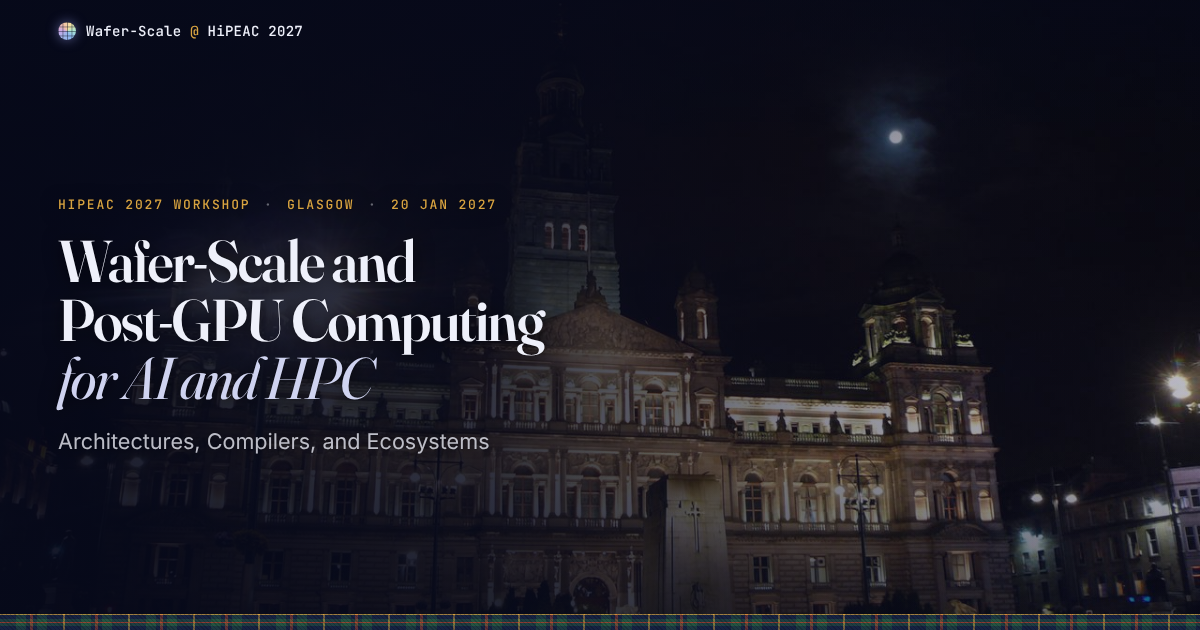 Wafer-Scale @ HiPEAC 2027
HIPEAC 2027 WORKSHOP · GLASGOW · 20 JAN 2027
Wafer-Scale and
Post-GPU Computing
for AI and HPC
Architectures, Compilers, and Ecosystems